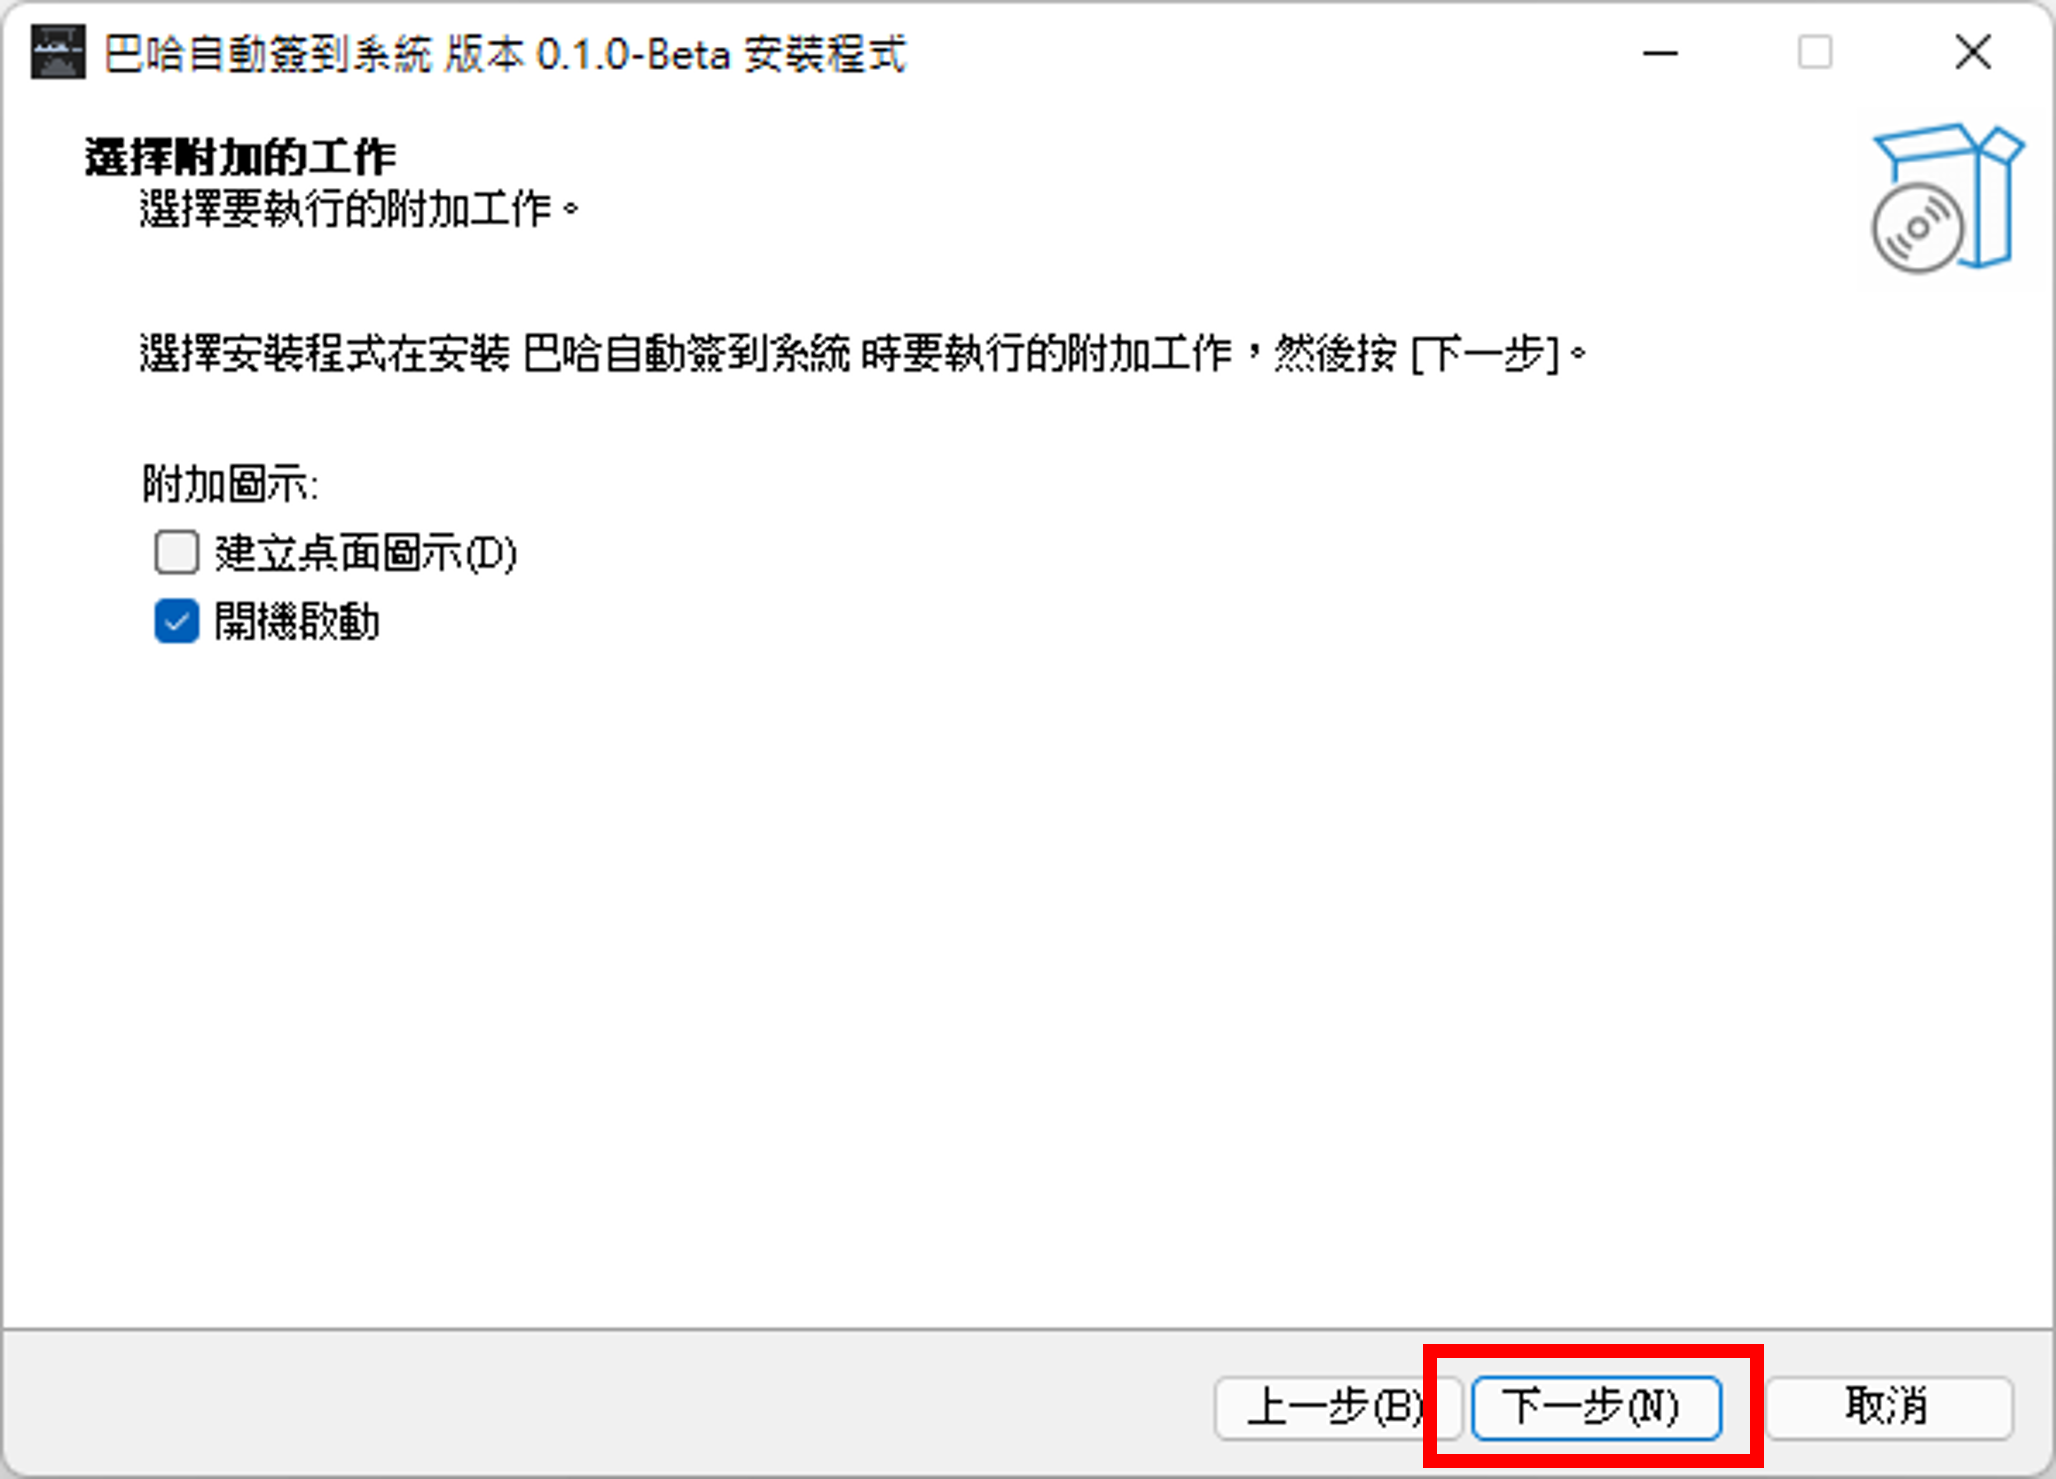 巴哈自動簽到系統 版本 0.1.0-Beta 安裝程式
選擇附加的工作
選擇要執行的附加工作。
選擇安裝程式在安裝 巴哈自動簽到系統 時要執行的附加工作，然後按 [下一步]。
附加圖示:
建立桌面圖示(D)
開機啟動
上一步(B) 下一步(N) 取消